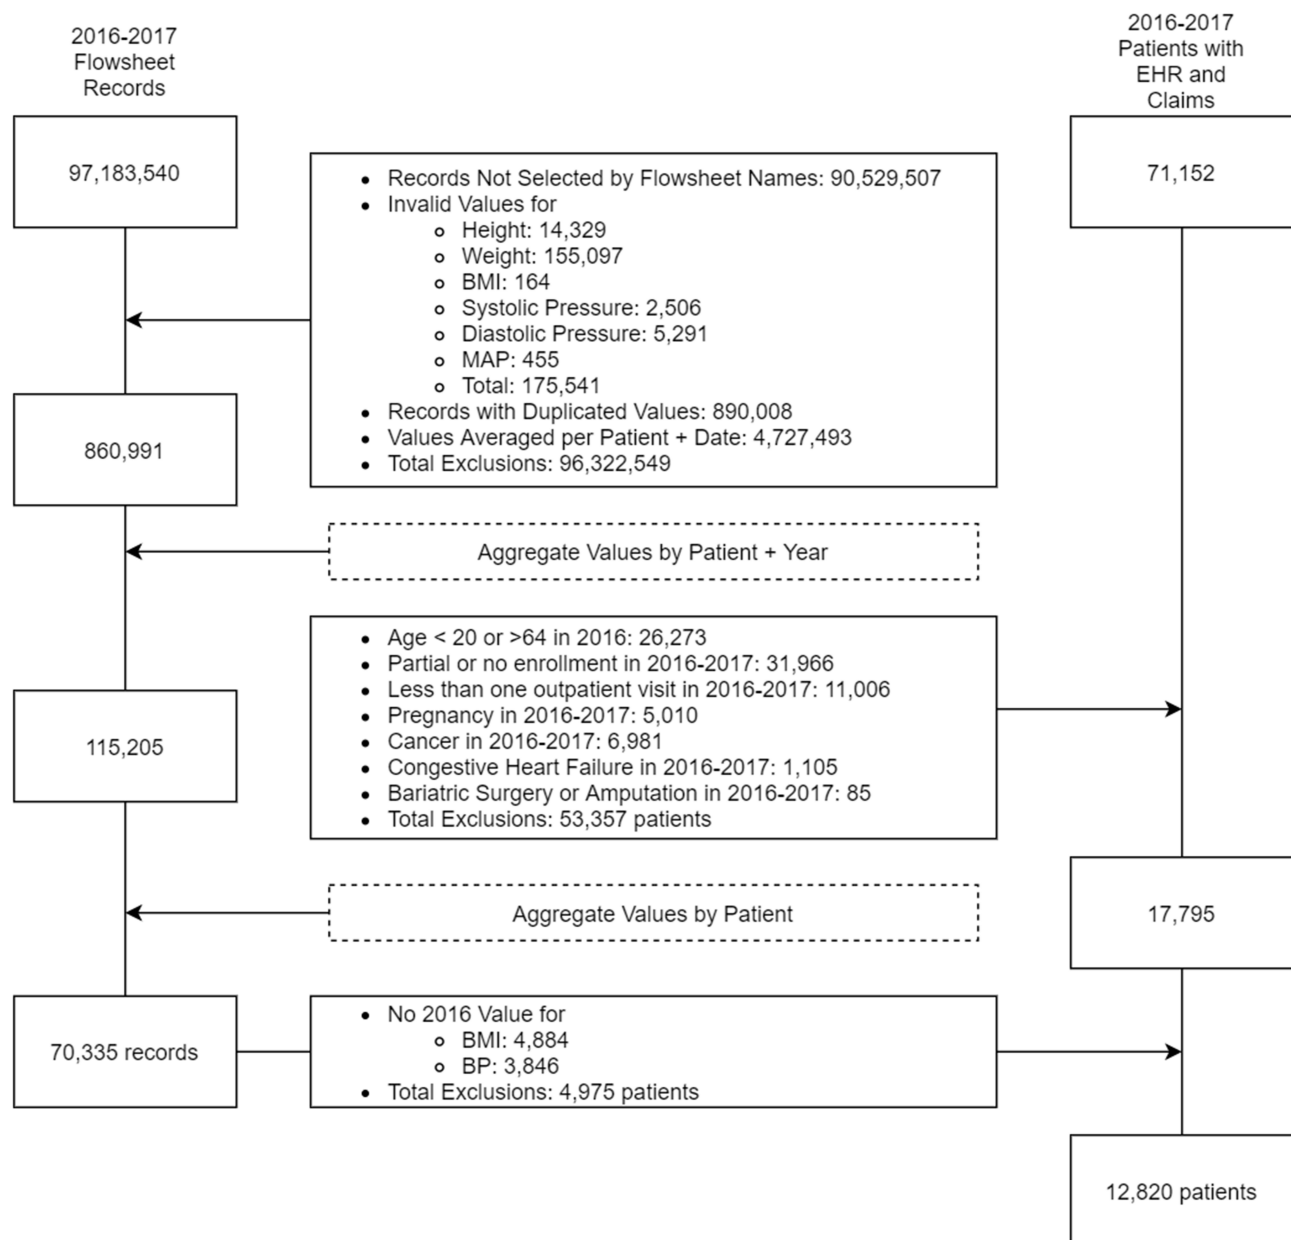 2016-2017
Flowsheet
Records
2016-2017
Patients with
EHR and
Claims
97,183,540
71,152
• Records Not Selected by Flowsheet Names: 90,529,507
• Invalid Values for
o Height: 14,329
o Weight: 155,097
o BMI: 164
o Systolic Pressure: 2,506
o Diastolic Pressure: 5,291
o MAP: 455
o Total: 175,541
• Records with Duplicated Values: 890,008
• Values Averaged per Patient + Date: 4,727,493
• Total Exclusions: 96,322,549
860,991
Aggregate Values by Patient + Year
• Age < 20 or >64 in 2016: 26,273
• Partial or no enrollment in 2016-2017: 31,966
• Less than one outpatient visit in 2016-2017: 11,006
• Pregnancy in 2016-2017: 5,010
• Cancer in 2016-2017: 6,981
• Congestive Heart Failure in 2016-2017: 1,105
• Bariatric Surgery or Amputation in 2016-2017: 85
• Total Exclusions: 53,357 patients
115,205
Aggregate Values by Patient
17,795
70,335 records
• No 2016 Value for
o BMI: 4,884
o BP: 3,846
• Total Exclusions: 4,975 patients
12,820 patients